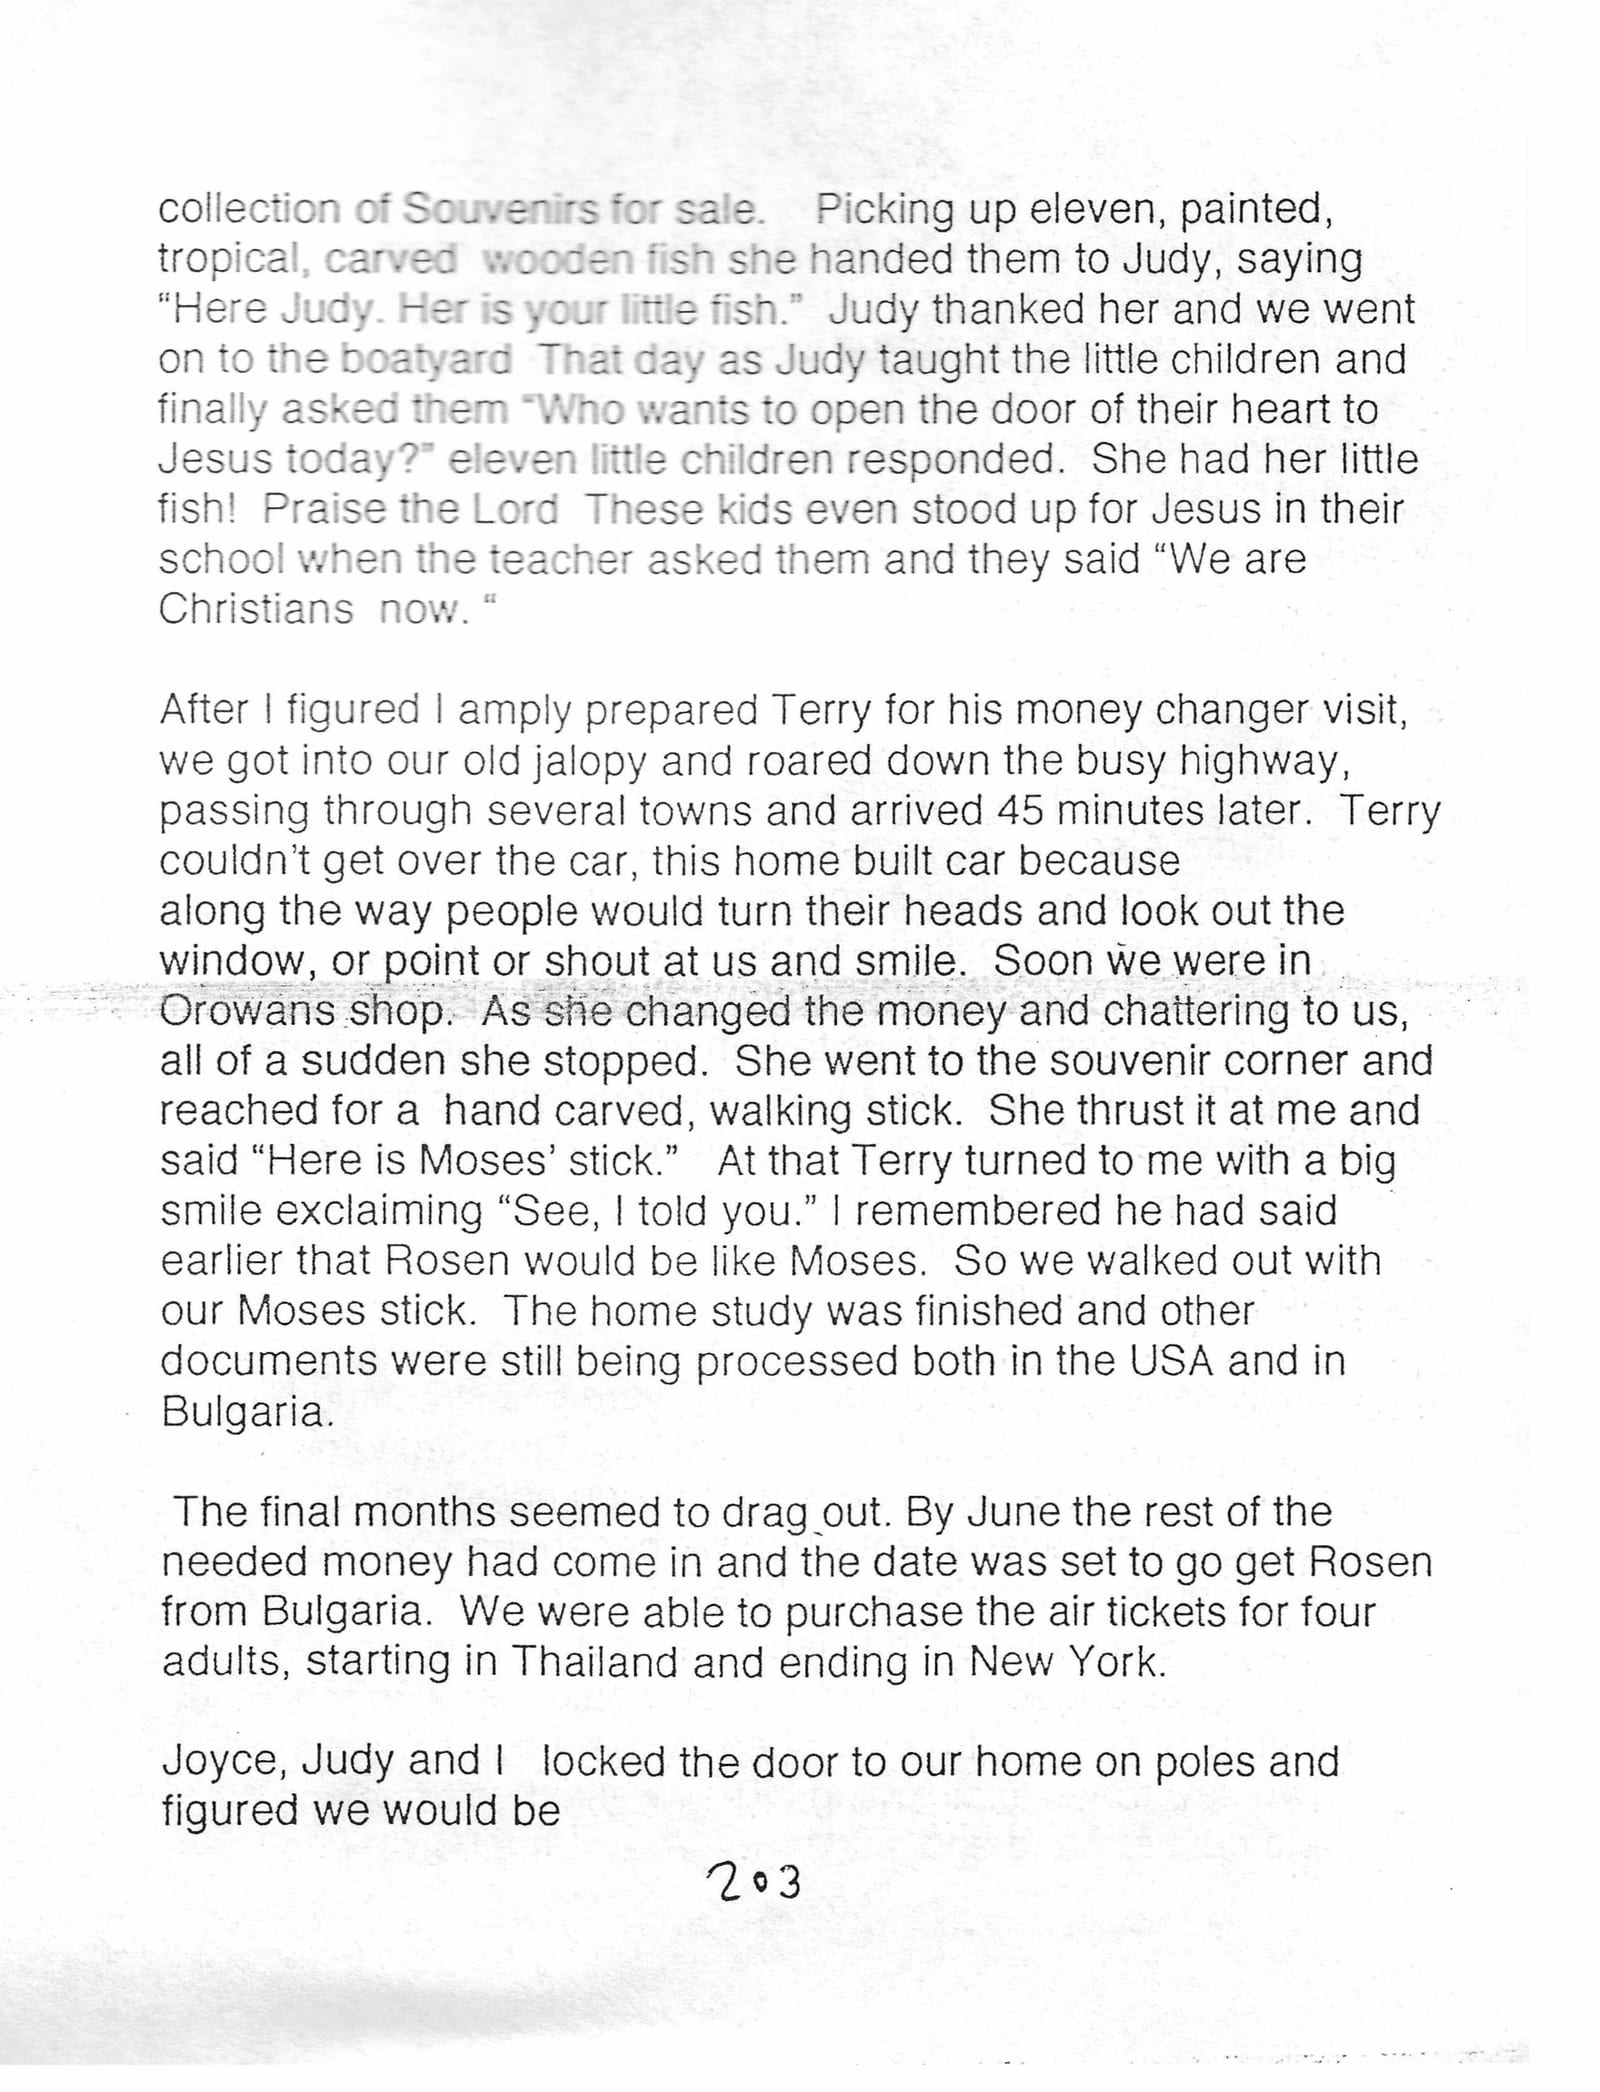 collection of Souvenirs for sale. Picking up eleven, painted,
tropical, carved wooden fish she handed them to Judy, saying
“Here Judy. Her is your little fish.” Judy thanked her and we went
on to the boatyard That day as Judy taught the little children and
finally asked them “Who wants to open the door of their heart to
Jesus today?” eleven little children responded. She had her little
fish! Praise the Lord These kids even stood up for Jesus in their
school when the teacher asked them and they said “We are
Christians now. “
After I figured I amply prepared Terry for his money changer visit,
we got into our old jalopy and roared down the busy highway,
passing through several towns and arrived 45 minutes later. Terry
couldn't get over the car, this home built car because
along the way people would turn their heads and look out the
window, or point or shout at us and smile. Soon we were in
Orowans shop. As she changed the money and chattering to us,
all of a sudden she stopped. She went to the souvenir corner and
reached for a hand carved, walking stick. She thrust it at me and
said “Here is Moses’ stick.” At that Terry turned to me with a big
smile exclaiming “See, I told you.” I remembered he had said
earlier that Rosen would be like Moses. So we walked out with
our Moses stick. The home study was finished and other
documents were still being processed both in the USA and in
Bulgaria.
The final months seemed to drag out. By June the rest of the
needed money had come in and the date was set to go get Rosen
from Bulgaria. We were able to purchase the air tickets for four
adults, starting in Thailand and ending in New York.
Joyce, Judy and I locked the door to our home on poles and
figured we would be
203